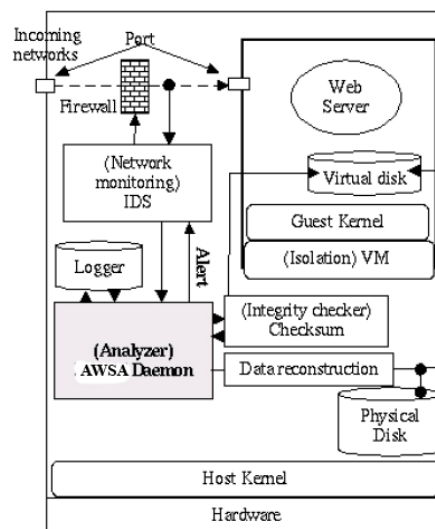 Incoming
networks
Port
Firewall
Web
Server
(Network
monitoring)
IDS
Virtual disk
Guest Kernel
(Isolation) VM
Logger
Alert
(Integrity checker)
Checksum
(Analyzer)
AWSA Daemon
Data reconstruction
Physical
Disk
Host Kernel
Hardware